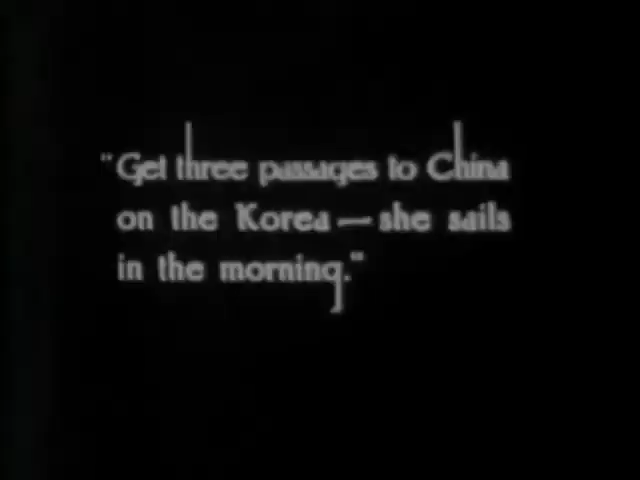 "Get three passages to China
on the Korea — she sails
in the morning."